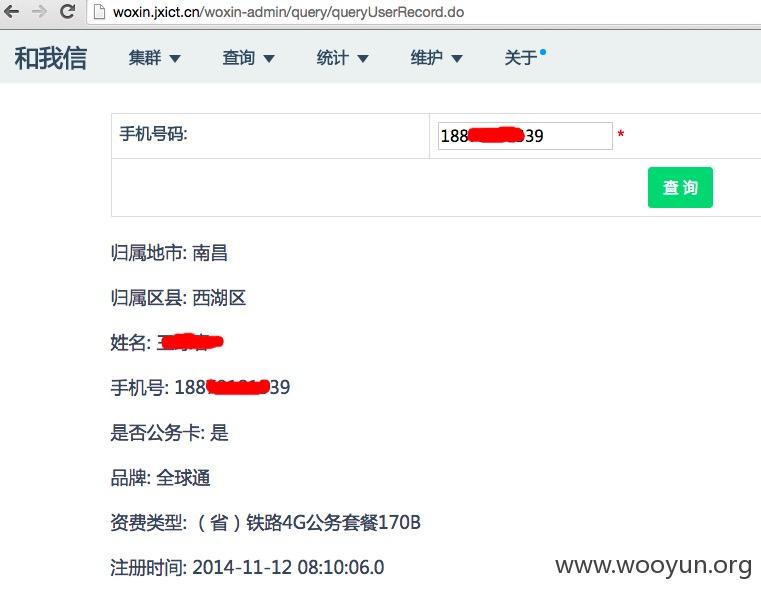 woxin.jxict.cn/woxin-admin/query/queryUserRecord.do
和我信 集群 查询 统计 维护 关于
手机号码: 188 39 *
查 询
归属地市: 南昌
归属区县: 西湖区
姓名:
手机号: 188 39
是否公务卡: 是
品牌: 全球通
资费类型: （省）铁路4G公务套餐170B
注册时间: 2014-11-12 08:10:06.0
www.wooyun.org